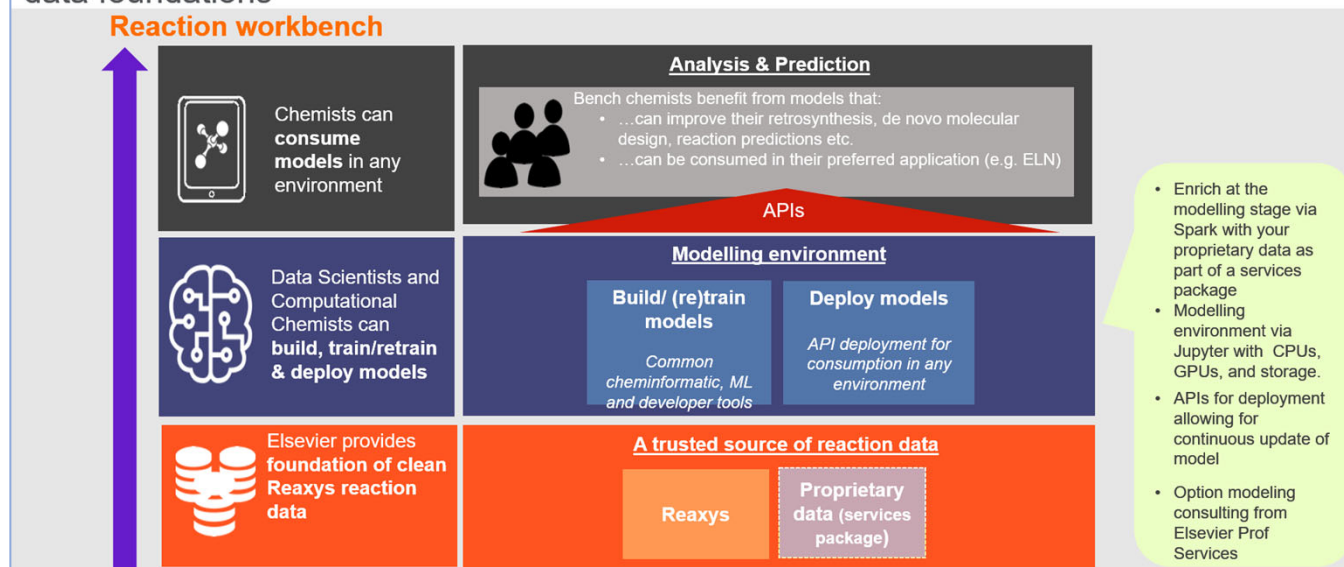 data foundations
Reaction workbench
Chemists can
consume
models in any
environment
Analysis & Prediction
Bench chemists benefit from models that:
• …can improve their retrosynthesis, de novo molecular
design, reaction predictions etc.
• …can be consumed in their preferred application (e.g. ELN)
APIs
Data Scientists and
Computational
Chemists can
build, train/retrain
& deploy models
Modelling environment
Build/ (re)train
models
Common
cheminformatic, ML
and developer tools
Deploy models
API deployment for
consumption in any
environment
Elsevier provides
foundation of clean
Reaxys reaction
data
A trusted source of reaction data
Reaxys
Proprietary
data (services
package)
• Enrich at the
modelling stage via
Spark with your
proprietary data as
part of a services
package
• Modelling
environment via
Jupyter with CPUs,
GPUs, and storage.
• APIs for deployment
allowing for
continuous update of
model
• Option modeling
consulting from
Elsevier Prof
Services